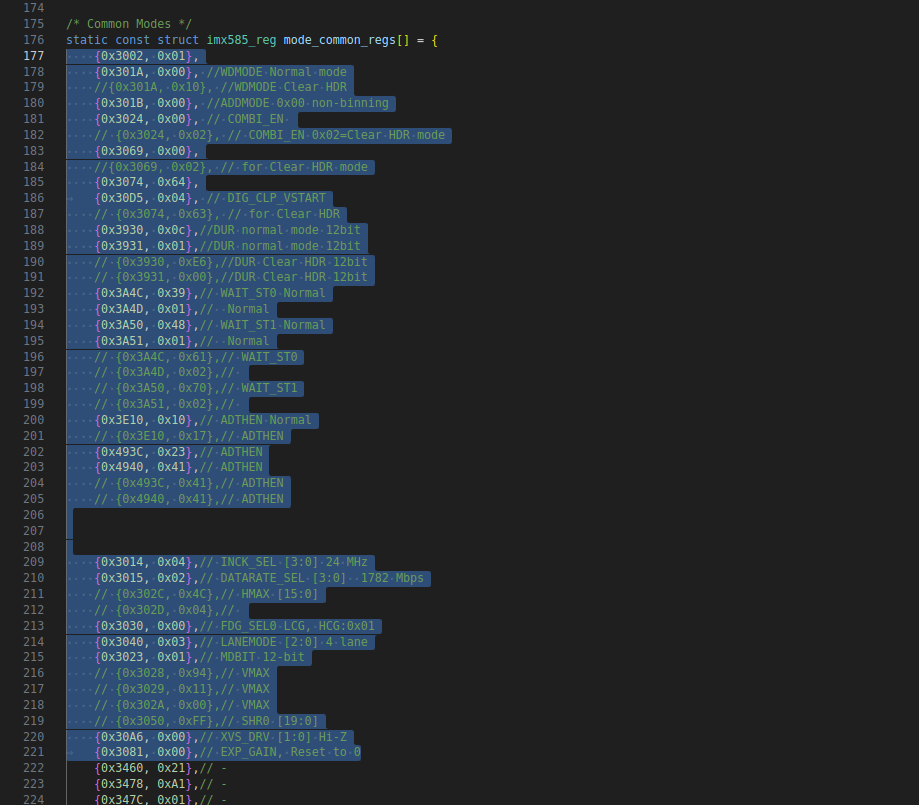 174
175 /* Common Modes */
176 static const struct imx585_reg mode_common_regs[] = {
177 {0x3002, 0x01},
178 {0x301A, 0x00}, //WDMODE Normal mode
179 //{0x301A, 0x10}, //WDMODE Clear HDR
180 {0x301B, 0x00}, //ADDMODE 0x00 non-binning
181 {0x3024, 0x00}, // COMBI_EN
182 // {0x3024, 0x02}, // COMBI_EN 0x02=Clear HDR mode
183 {0x3069, 0x00},
184 //{0x3069, 0x02}, // for Clear HDR mode
185 {0x3074, 0x64},
186 {0x30D5, 0x04}, // DIG_CLP_VSTART
187 // {0x3074, 0x63}, // for Clear HDR
188 {0x3930, 0x0c},//DUR normal mode 12bit
189 {0x3931, 0x01},//DUR normal mode 12bit
190 // {0x3930, 0xE6},//DUR Clear HDR 12bit
191 // {0x3931, 0x00},//DUR Clear HDR 12bit
192 {0x3A4C, 0x39},// WAIT_ST0 Normal
193 {0x3A4D, 0x01},// Normal
194 {0x3A50, 0x48},// WAIT_ST1 Normal
195 {0x3A51, 0x01},// Normal
196 // {0x3A4C, 0x61},// WAIT_ST0
197 // {0x3A4D, 0x02},//
198 // {0x3A50, 0x70},// WAIT_ST1
199 // {0x3A51, 0x02},//
200 {0x3E10, 0x10},// ADTHEN Normal
201 // {0x3E10, 0x17},// ADTHEN
202 {0x493C, 0x23},// ADTHEN
203 {0x4940, 0x41},// ADTHEN
204 // {0x493C, 0x41},// ADTHEN
205 // {0x4940, 0x41},// ADTHEN
206
207
208
209 {0x3014, 0x04},// INCK_SEL [3:0] 24 MHz
210 {0x3015, 0x02},// DATARATE_SEL [3:0]  1782 Mbps
211 // {0x302C, 0x4C},// HMAX [15:0]
212 // {0x302D, 0x04},//
213 {0x3030, 0x00},// FDG_SEL0 LCG, HCG:0x01
214 {0x3040, 0x03},// LANEMODE [2:0] 4 lane
215 {0x3023, 0x01},// MDBIT 12-bit
216 // {0x3028, 0x94},// VMAX
217 // {0x3029, 0x11},// VMAX
218 // {0x302A, 0x00},// VMAX
219 // {0x3050, 0xFF},// SHR0 [19:0]
220 {0x30A6, 0x00},// XVS_DRV [1:0] Hi-Z
221 {0x3081, 0x00},// EXP_GAIN, Reset to 0
222 {0x3460, 0x21},// -
223 {0x3478, 0xA1},// -
224 {0x347C, 0x01},// -